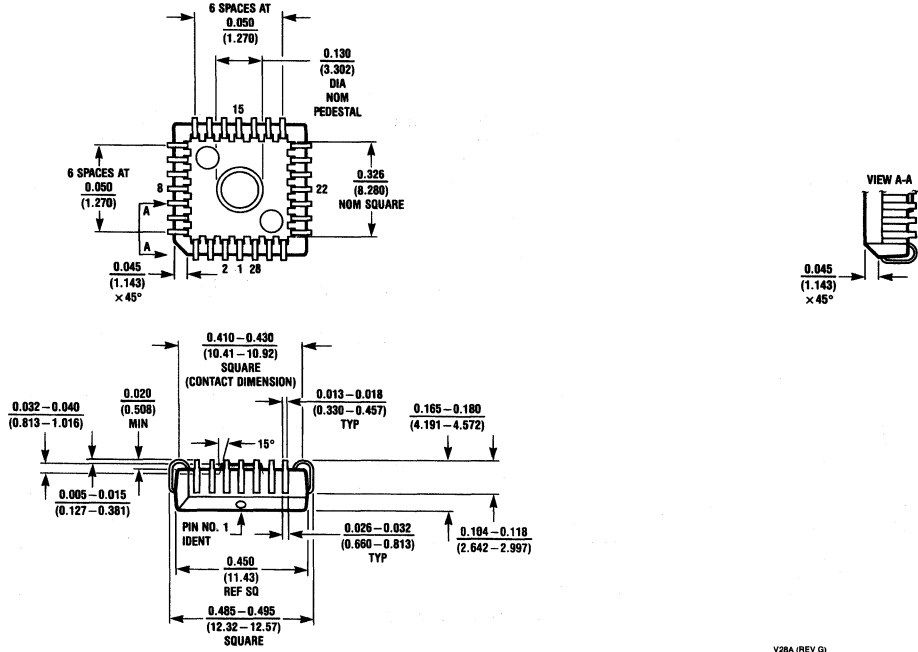 6 SPACES AT
0.050
(1.270)
0.130
(3.302)
DIA
NOM
PEDESTAL
15
6 SPACES AT
0.050
(1.270)
8
A
A
0.326
(8.280)
NOM SQUARE
22
VIEW A-A
0.045
(1.143)
×45°
2 1 28
0.045
(1.143)
×45°
0.410–0.430
(10.41–10.92)
SQUARE
(CONTACT DIMENSION)
0.032–0.040
(0.813–1.016)
0.020
(0.508)
MIN
0.013–0.018
(0.330–0.457)
TYP
0.165–0.180
(4.191–4.572)
15°
0.005–0.015
(0.127–0.381)
PIN NO. 1
IDENT
0.026–0.032
(0.660–0.813)
TYP
0.104–0.118
(2.642–2.997)
0.450
(11.43)
REF SQ
0.485–0.495
(12.32–12.57)
SQUARE
V28A (REV G)